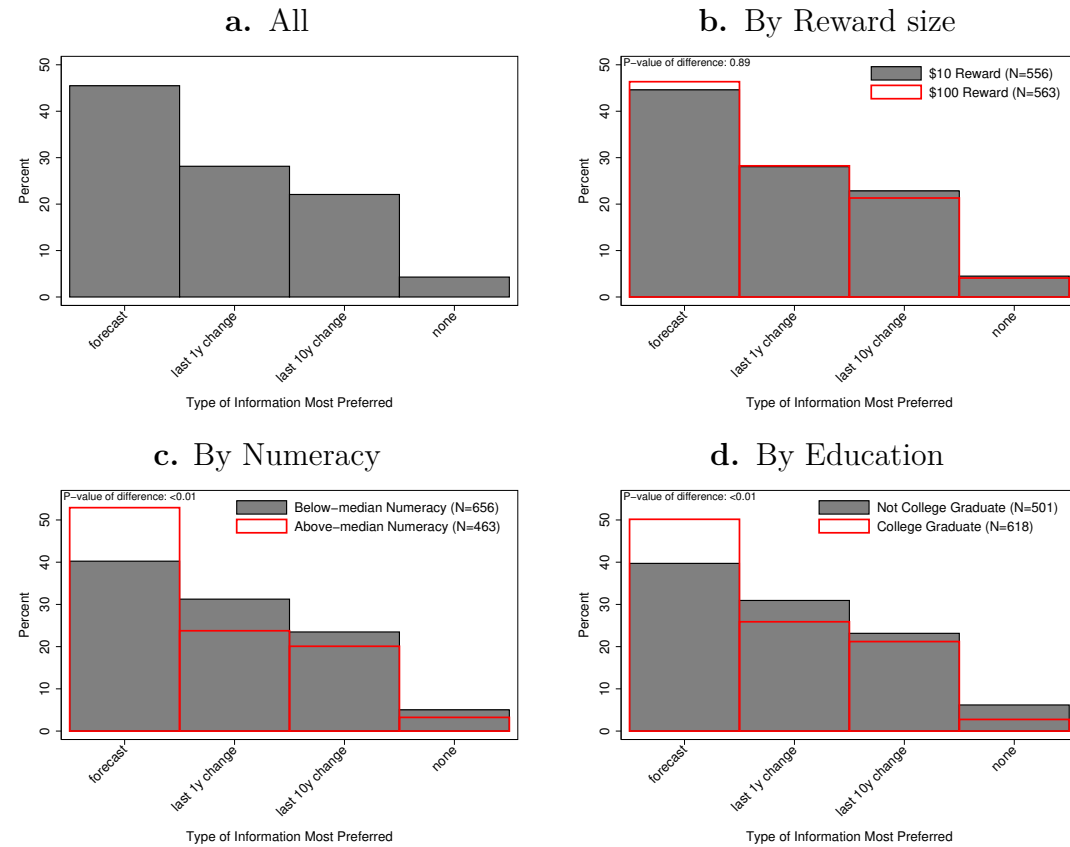 a. All
50
40
30
20
10
0
Percent
forecast
last 1y change
last 10y change
none
Type of Information Most Preferred
b. By Reward size
P-value of difference: 0.89
$10 Reward (N=556)
$100 Reward (N=563)
50
40
30
20
10
0
Percent
forecast
last 1y change
last 10y change
none
Type of Information Most Preferred
c. By Numeracy
P-value of difference: <0.01
Below-median Numeracy (N=656)
Above-median Numeracy (N=463)
50
40
30
20
10
0
Percent
forecast
last 1y change
last 10y change
none
Type of Information Most Preferred
d. By Education
P-value of difference: <0.01
Not College Graduate (N=501)
College Graduate (N=618)
50
40
30
20
10
0
Percent
forecast
last 1y change
last 10y change
none
Type of Information Most Preferred